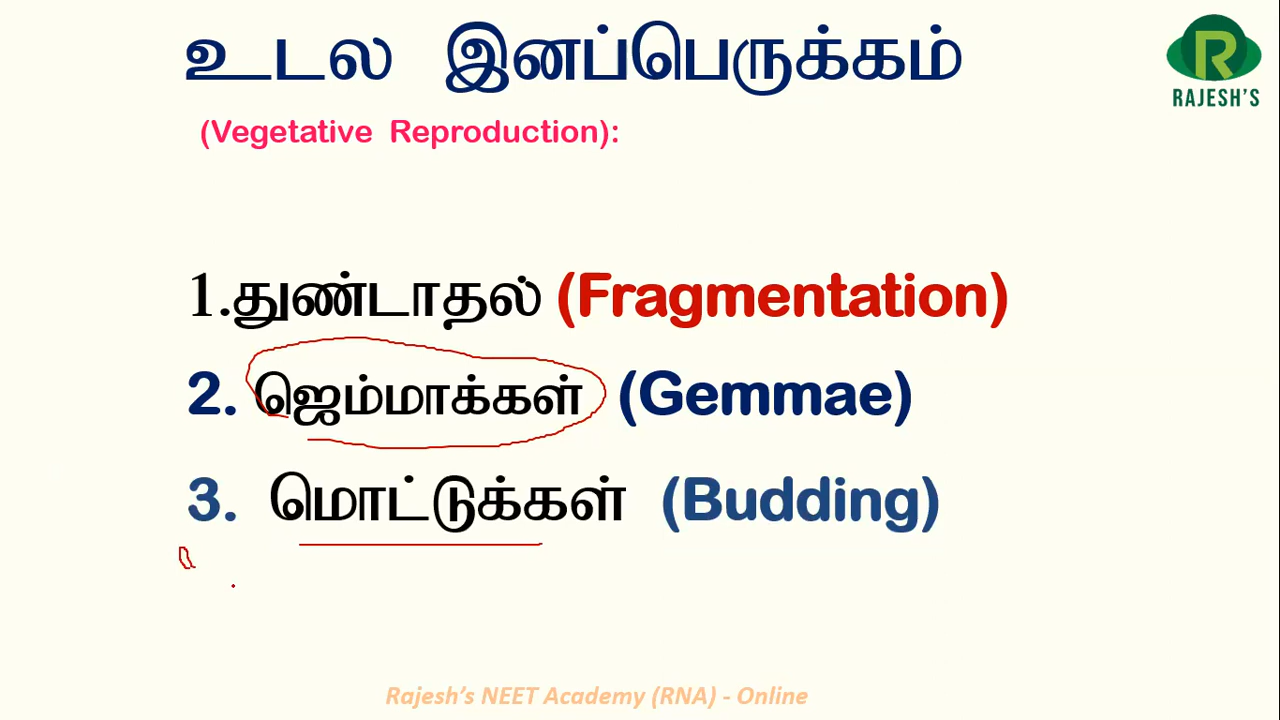 உடல இனப்பெருக்கம்
(Vegetative Reproduction):
R
RAJESH'S
1.துண்டாதல் (Fragmentation)
2. ஜெம்மாக்கள் (Gemmae)
3. மொட்டுக்கள் (Budding)
Rajesh's NEET Academy (RNA) - Online